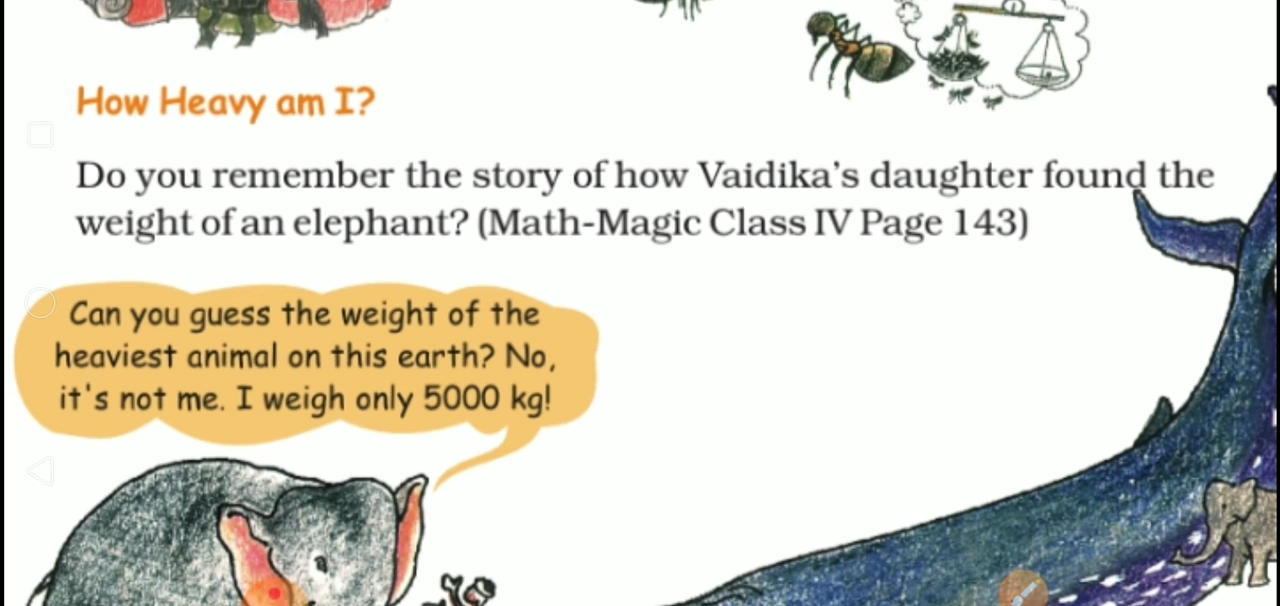 How Heavy am I?
Do you remember the story of how Vaidika's daughter found the
weight of an elephant? (Math-Magic Class IV Page 143)
Can you guess the weight of the
heaviest animal on this earth? No,
it's not me. I weigh only 5000 kg!